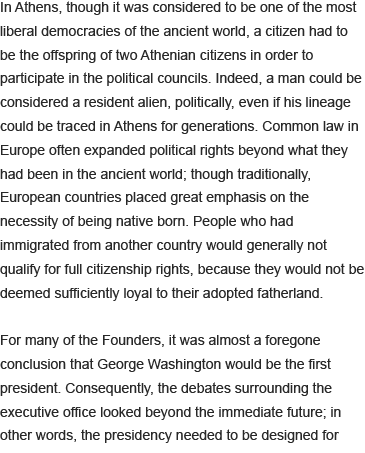 In Athens, though it was considered to be one of the most
liberal democracies of the ancient world, a citizen had to
be the offspring of two Athenian citizens in order to
participate in the political councils. Indeed, a man could be
considered a resident alien, politically, even if his lineage
could be traced in Athens for generations. Common law in
Europe often expanded political rights beyond what they
had been in the ancient world; though traditionally,
European countries placed great emphasis on the
necessity of being native born. People who had
immigrated from another country would generally not
qualify for full citizenship rights, because they would not be
deemed sufficiently loyal to their adopted fatherland.

For many of the Founders, it was almost a foregone
conclusion that George Washington would be the first
president. Consequently, the debates surrounding the
executive office looked beyond the immediate future; in
other words, the presidency needed to be designed for